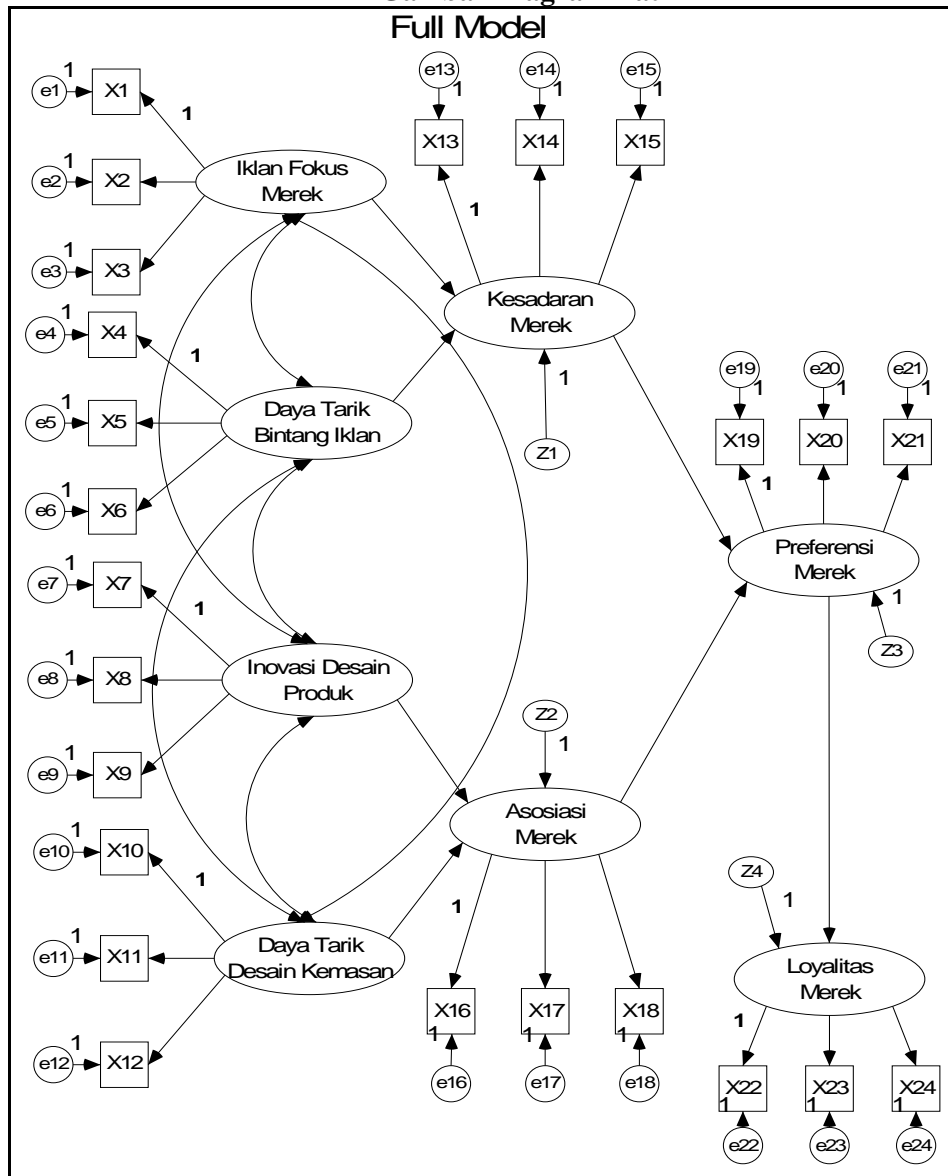 Full Model
e1 1 X1
1
e2 1 X2
e3 1 X3
Iklan Fokus
Merek
e4 1 X4
1
e5 1 X5
e6 1 X6
Daya Tarik
Bintang Iklan
e7 1 X7
1
e8 1 X8
e9 1 X9
Inovasi Desain
Produk
e10 1 X10
1
e11 1 X11
e12 1 X12
Daya Tarik
Desain Kemasan
e13 e14 e15
1 1 1
X13 X14 X15
1
Kesadaran
Merek
1
Z1
Z2
1
Asosiasi
Merek
1
X16 X17 X18
1 1 1
e16 e17 e18
e19 e20 e21
1 1 1
X19 X20 X21
1
Preferensi
Merek
1
Z3
Z4
1
Loyalitas
Merek
1
X22 X23 X24
1 1 1
e22 e23 e24